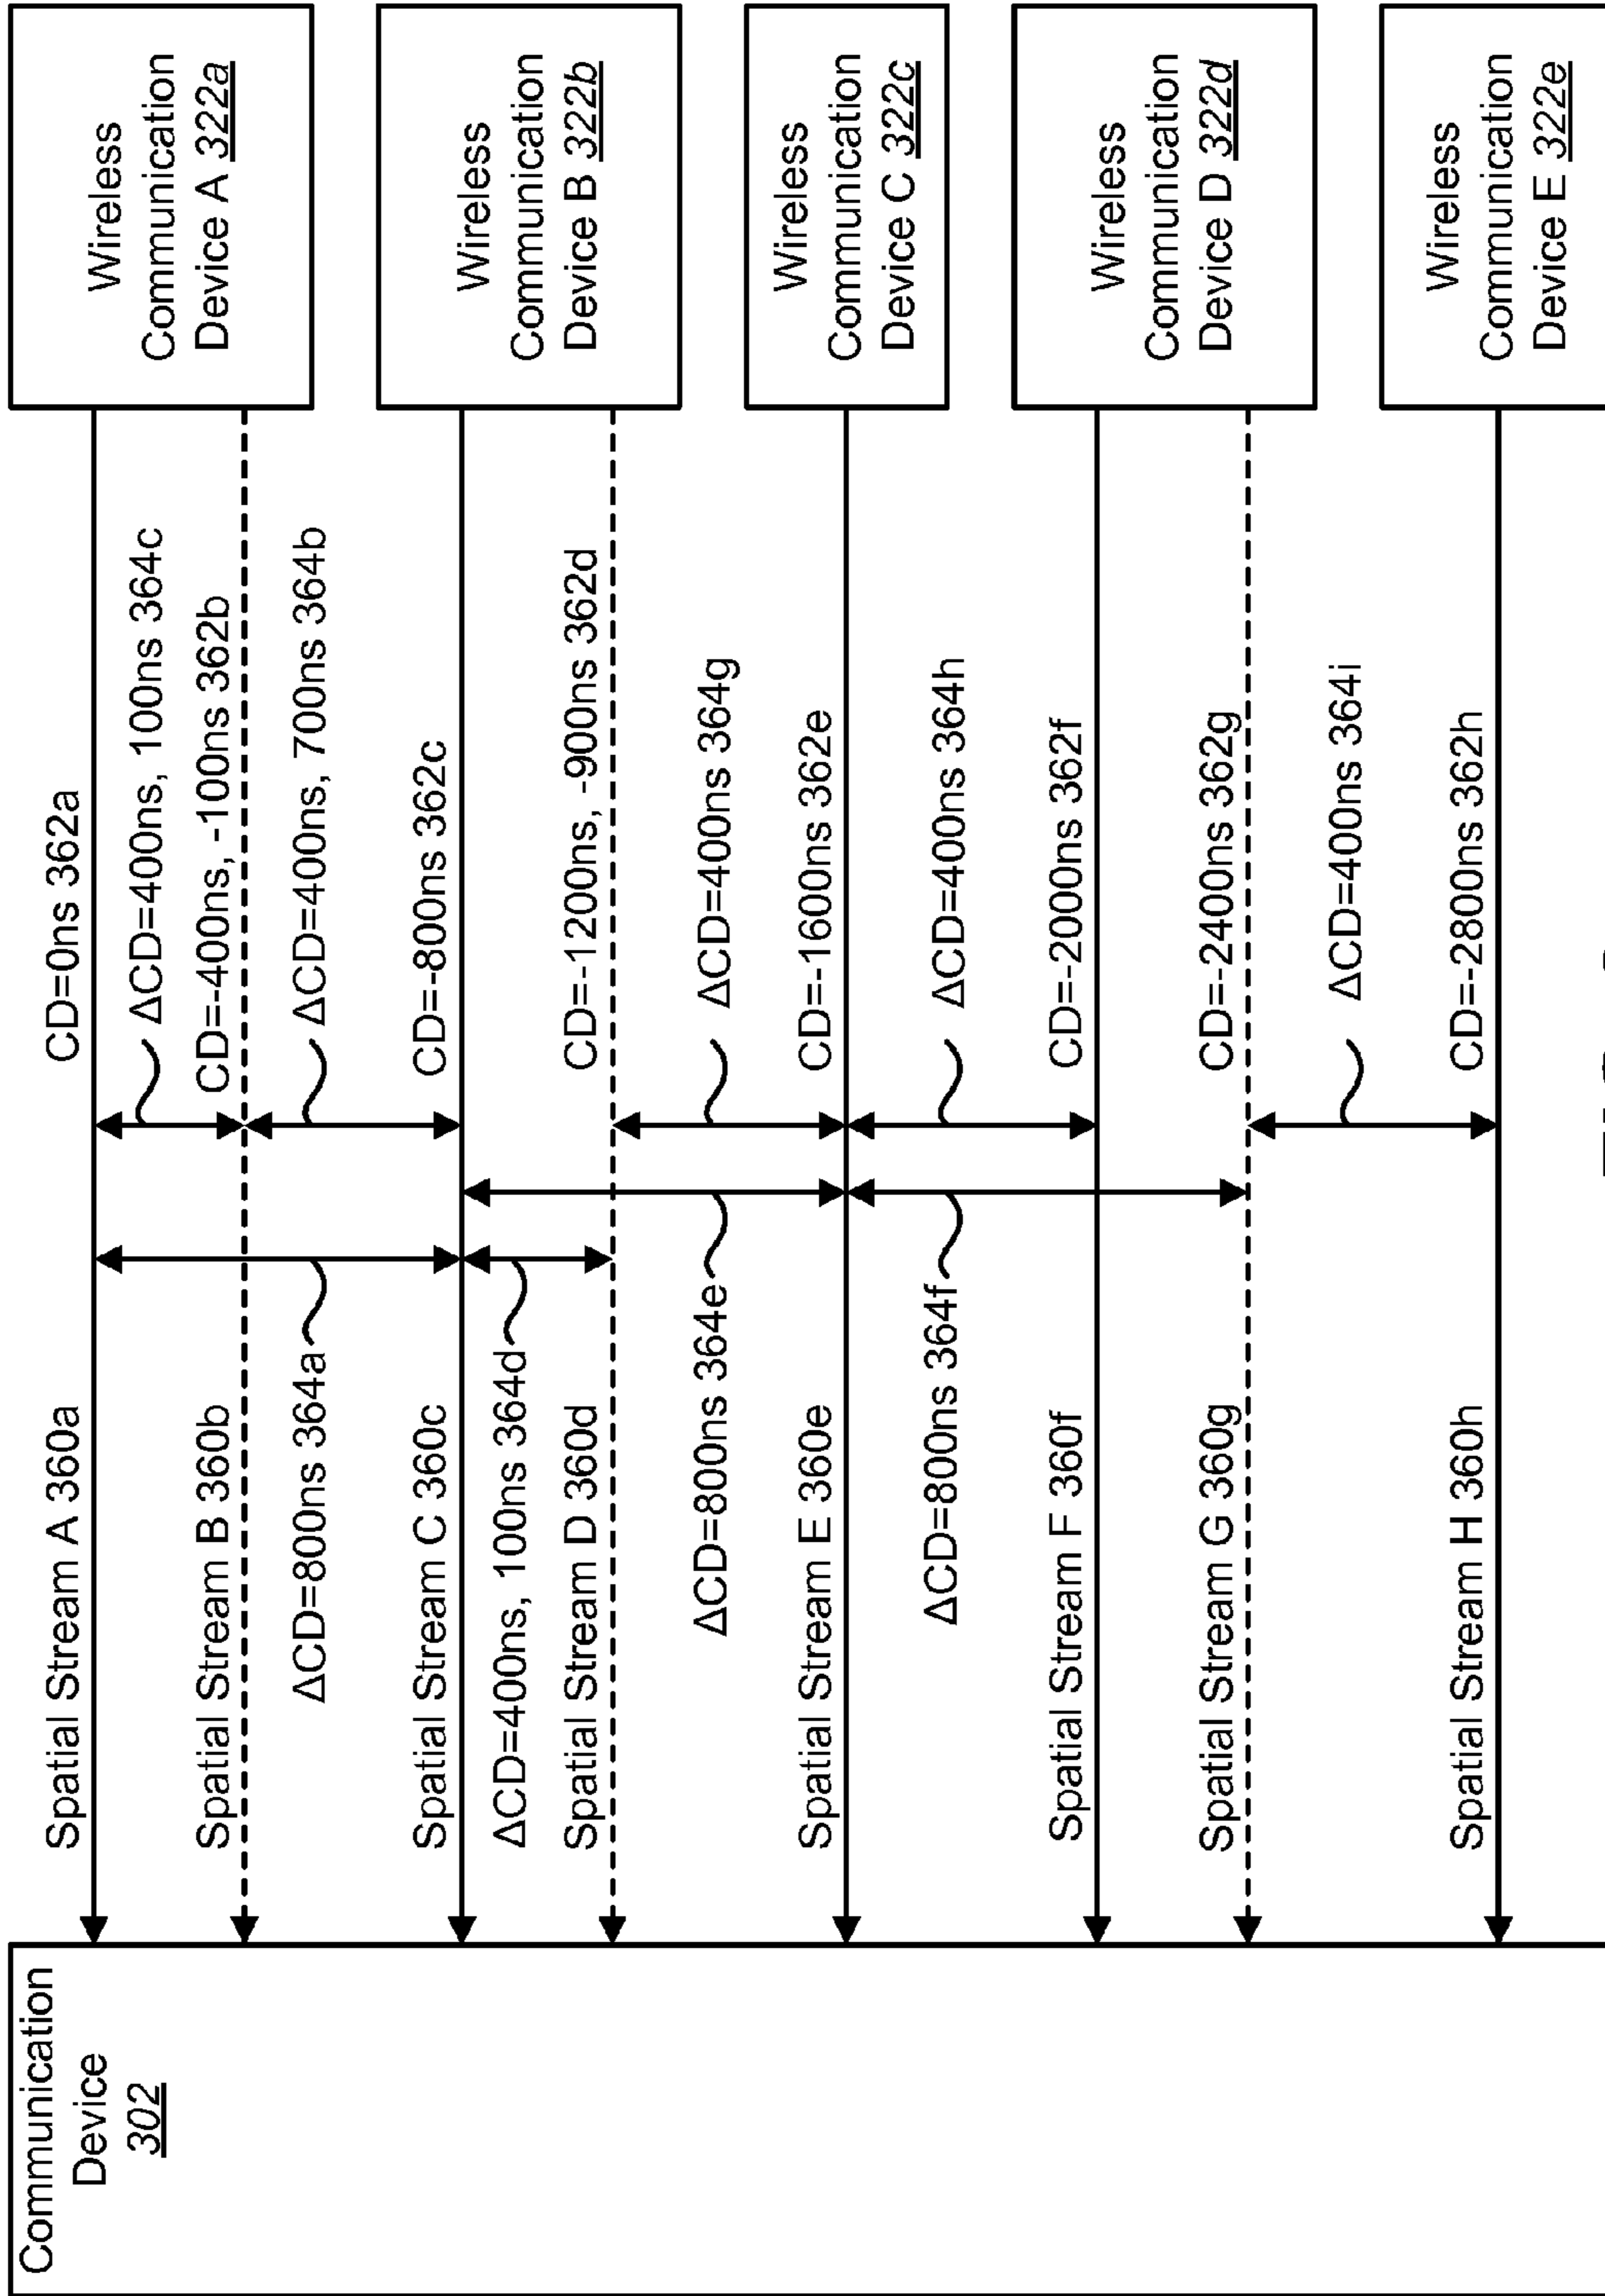 Communication
Device
302
Spatial Stream A 360a
CD=0ns 362a
ΔCD=400ns, 100ns 364c
Spatial Stream B 360b
CD=-400ns, -100ns 362b
ΔCD=800ns 364a
ΔCD=400ns, 700ns 364b
Spatial Stream C 360c
CD=-800ns 362c
ΔCD=400ns, 100ns 364d
Spatial Stream D 360d
CD=-1200ns, -900ns 362d
ΔCD=800ns 364e
ΔCD=400ns 364g
Spatial Stream E 360e
CD=-1600ns 362e
ΔCD=800ns 364f
ΔCD=400ns 364h
Spatial Stream F 360f
CD=-2000ns 362f
Spatial Stream G 360g
CD=-2400ns 362g
ΔCD=400ns 364i
Spatial Stream H 360h
CD=-2800ns 362h
Wireless
Communication
Device A 322a
Wireless
Communication
Device B 322b
Wireless
Communication
Device C 322c
Wireless
Communication
Device D 322d
Wireless
Communication
Device E 322e